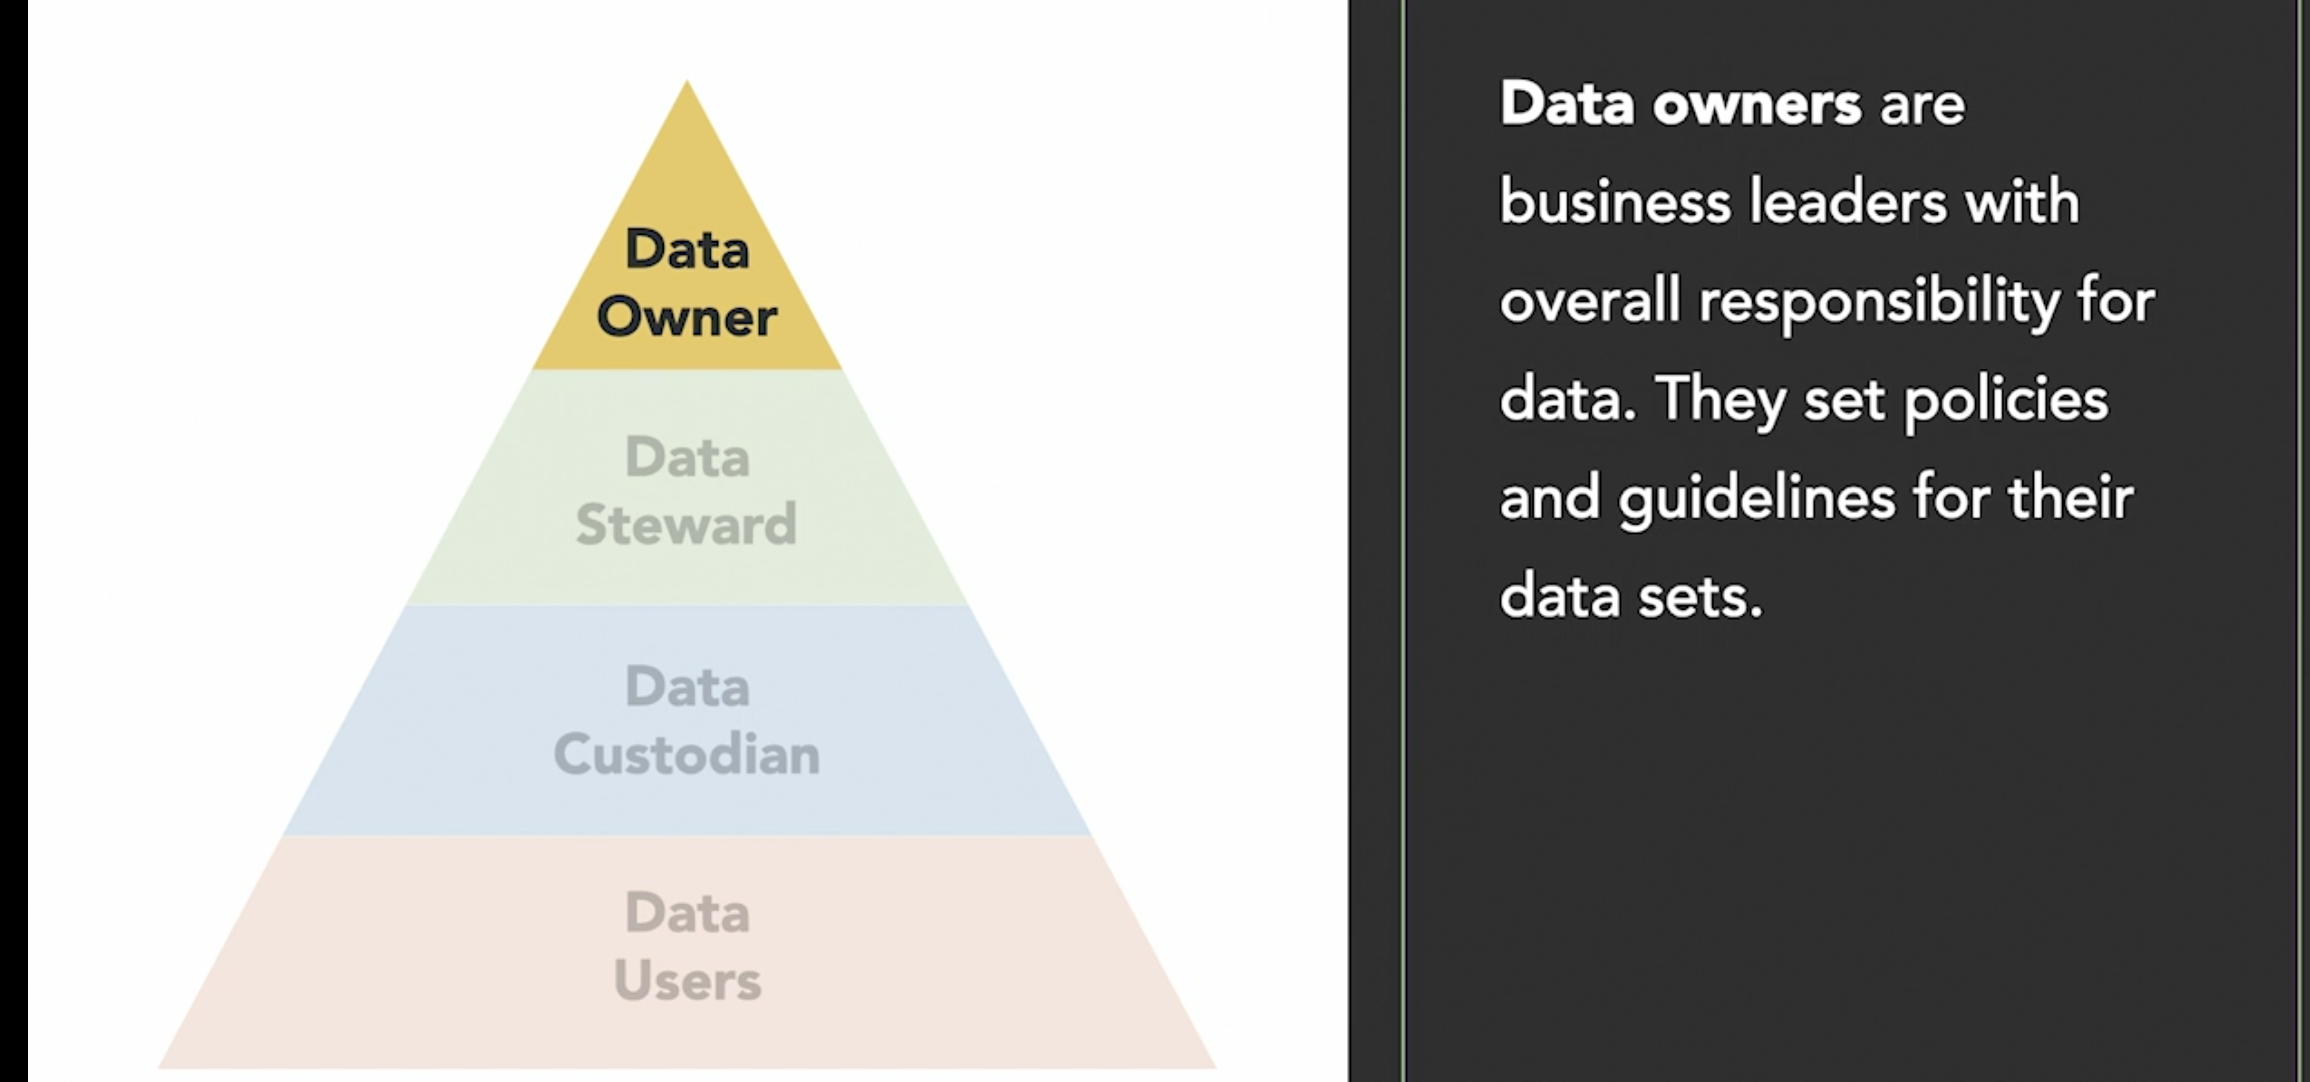 Data
Owner
Data
Steward
Data
Custodian
Data
Users
Data owners are
business leaders with
overall responsibility for
data. They set policies
and guidelines for their
data sets.